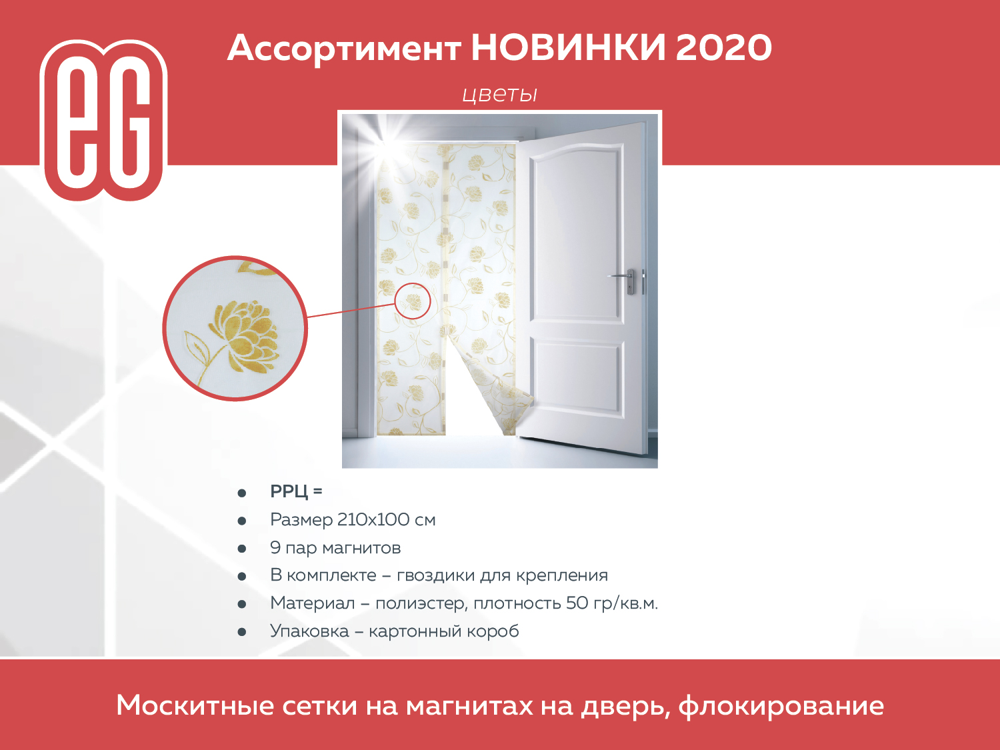 Ассортимент НОВИНКИ 2020
цветы
eG
РРЦ =
Размер 210х100 см
9 пар магнитов
В комплекте – гвоздики для крепления
Материал – полиэстер, плотность 50 гр/кв.м.
Упаковка – картонный короб
Москитные сетки на магнитах на дверь, флокирование